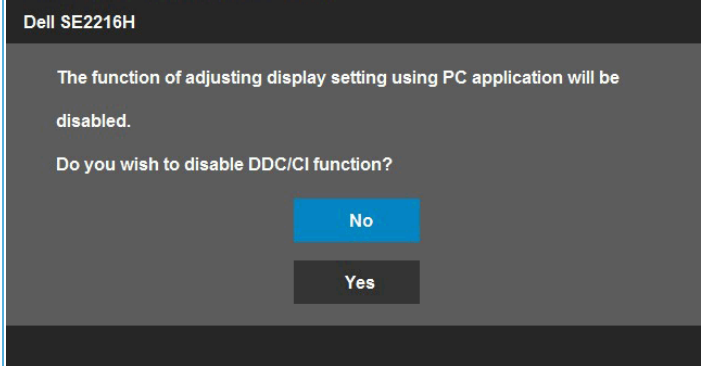 Dell SE2216H
The function of adjusting display setting using PC application will be
disabled.
Do you wish to disable DDC/CI function?
No
Yes